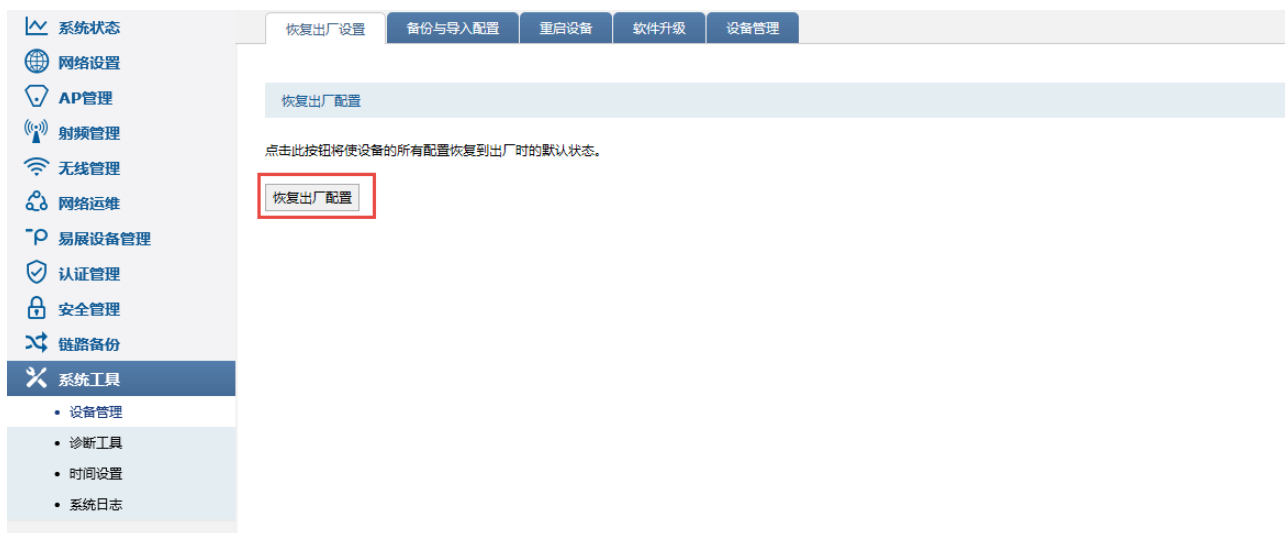 系统状态
网络设置
AP管理
射频管理
无线管理
网络运维
易展设备管理
认证管理
安全管理
链路备份
系统工具
• 设备管理
• 诊断工具
• 时间设置
• 系统日志
恢复出厂设置 备份与导入配置 重启设备 软件升级 设备管理
恢复出厂配置
点击此按钮将使设备的所有配置恢复到出厂时的默认状态。
恢复出厂配置